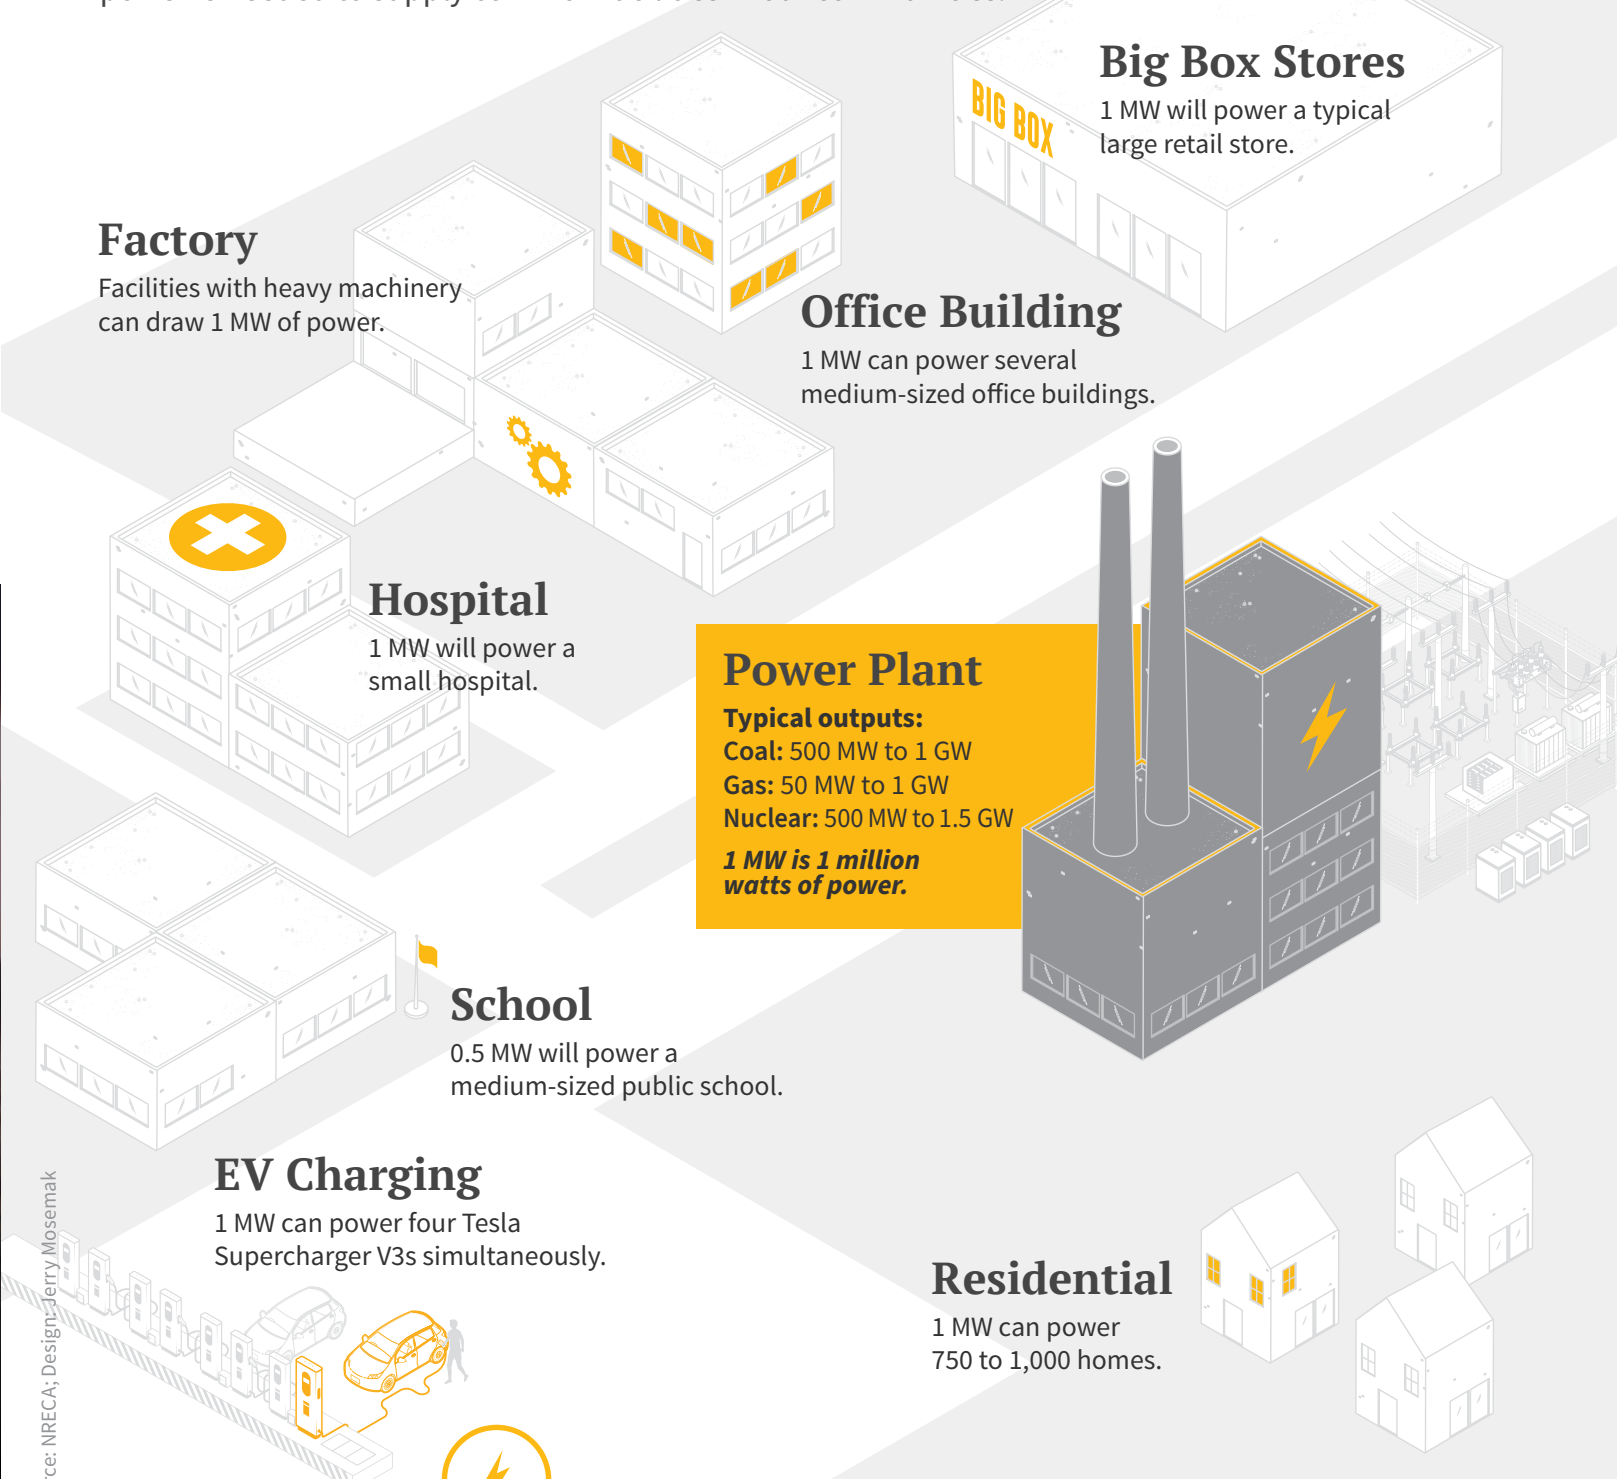 Big Box Stores
1 MW will power a typical
large retail store.
BIG BOX
Factory
Facilities with heavy machinery
can draw 1 MW of power.
Office Building
1 MW can power several
medium-sized office buildings.
Hospital
1 MW will power a
small hospital.
Power Plant
Typical outputs:
Coal: 500 MW to 1 GW
Gas: 50 MW to 1 GW
Nuclear: 500 MW to 1.5 GW
1 MW is 1 million
watts of power.
School
0.5 MW will power a
medium-sized public school.
EV Charging
1 MW can power four Tesla
Supercharger V3s simultaneously.
Residential
1 MW can power
750 to 1,000 homes.
rce: NRECA; Design: Jerry Mosemak